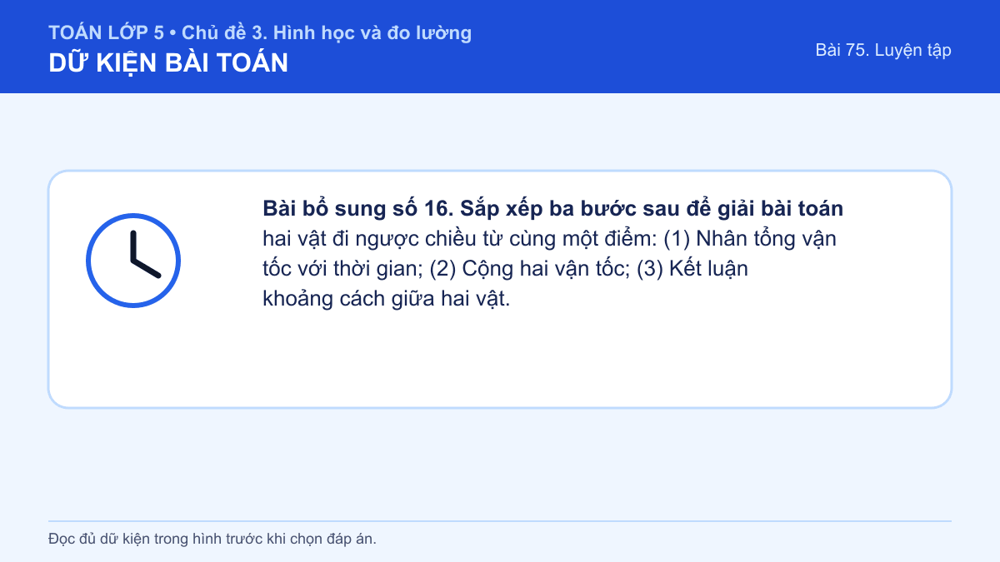 TOÁN LỚP 5 • Chủ đề 3. Hình học và đo lường
DỮ KIỆN BÀI TOÁN
Bài 75. Luyện tập
Bài bổ sung số 16. Sắp xếp ba bước sau để giải bài toán
hai vật đi ngược chiều từ cùng một điểm: (1) Nhân tổng vận
tốc với thời gian; (2) Cộng hai vận tốc; (3) Kết luận
khoảng cách giữa hai vật.
Đọc đủ dữ kiện trong hình trước khi chọn đáp án.